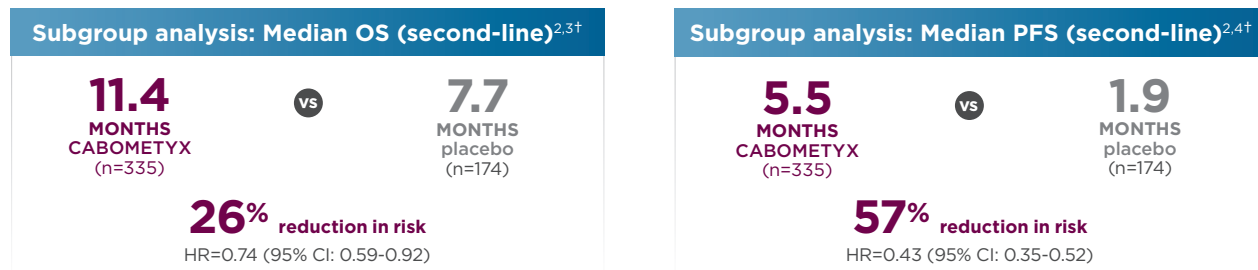 Subgroup analysis: Median OS (second-line)2,3†
11.4
MONTHS
CABOMETYX
(n=335)
vs
7.7
MONTHS
placebo
(n=174)
26% reduction in risk
HR=0.74 (95% CI: 0.59-0.92)
Subgroup analysis: Median PFS (second-line)2,4†
5.5
MONTHS
CABOMETYX
(n=335)
vs
1.9
MONTHS
placebo
(n=174)
57% reduction in risk
HR=0.43 (95% CI: 0.35-0.52)